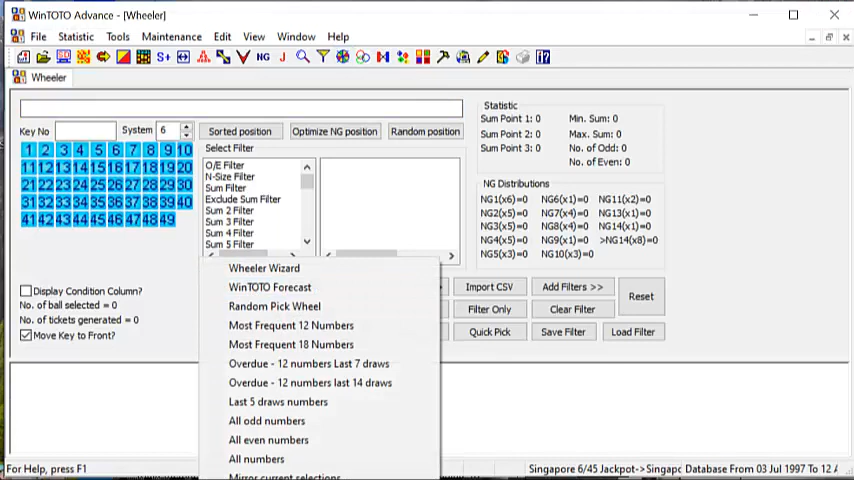 WinTOTO Advance - [Wheeler]
File Statistic Tools Maintenance Edit View Window Help
S+ NG J
Wheeler
Key No System 6 Sorted position Optimize NG position Random position
1 2 3 4 5 6 7 8 9 10
11 12 13 14 15 16 17 18 19 20
21 22 23 24 25 26 27 28 29 30
31 32 33 34 35 36 37 38 39 40
41 42 43 44 45 46 47 48 49
Select Filter
O/E Filter
N-Size Filter
Sum Filter
Exclude Sum Filter
Sum 2 Filter
Sum 3 Filter
Sum 4 Filter
Sum 5 Filter
Statistic
Sum Point 1: 0 Min. Sum: 0
Sum Point 2: 0 Max. Sum: 0
Sum Point 3: 0 No. of Odd: 0
No. of Even: 0
NG Distributions
NG1(x6)=0 NG6(x1)=0 NG11(x2)=0
NG2(x5)=0 NG7(x4)=0 NG13(x1)=0
NG3(x5)=0 NG8(x4)=0 NG14(x1)=0
NG4(x5)=0 NG9(x1)=0 >NG14(x8)=0
NG5(x3)=0 NG10(x3)=0
Display Condition Column?
No. of ball selected = 0
No. of tickets generated = 0
Move Key to Front?
Import CSV Add Filters >> Reset
Filter Only Clear Filter
Quick Pick Save Filter Load Filter
Wheeler Wizard
WinTOTO Forecast
Random Pick Wheel
Most Frequent 12 Numbers
Most Frequent 18 Numbers
Overdue - 12 numbers Last 7 draws
Overdue - 12 numbers last 14 draws
Last 5 draws numbers
All odd numbers
All even numbers
All numbers
Mirror current selections
For Help, press F1 Singapore 6/45 Jackpot->Singapo Database From 03 Jul 1997 To 12